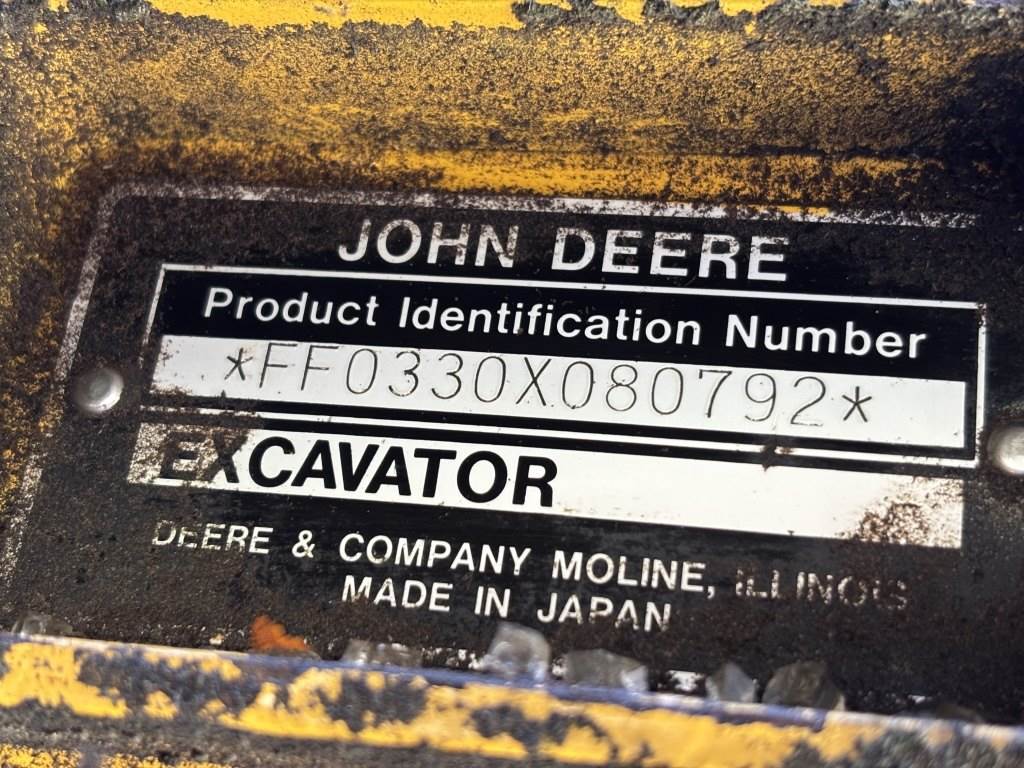 JOHN DEERE
Product Identification Number
*FF0330X080792*
EXCAVATOR
DEERE & COMPANY MOLINE, ILLINOIS
MADE IN JAPAN